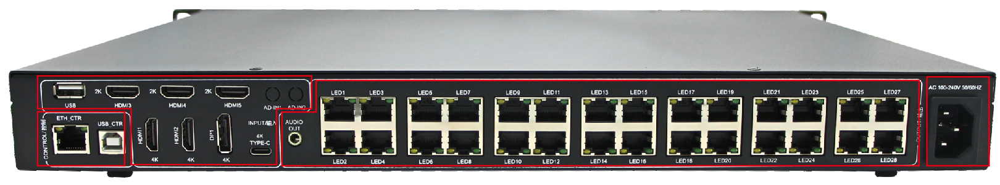 2K
2K
2K
USB
HDMI3
HDMI4
HDMI5
AD-IN1
AD-IN2
CONTROL/控制
ETH_CTR
USB_CTR
HDMI1
4K
HDMI2
4K
DP1
4K
INPUT/输入
4K
TYPE-C
AUDIO
OUT
LED1 LED3 LED5 LED7 LED9 LED11 LED13 LED15 LED17 LED19 LED21 LED23 LED25 LED27
LED2 LED4 LED6 LED8 LED10 LED12 LED14 LED16 LED18 LED20 LED22 LED24 LED26 LED28
AC 100-240V 50/60HZ